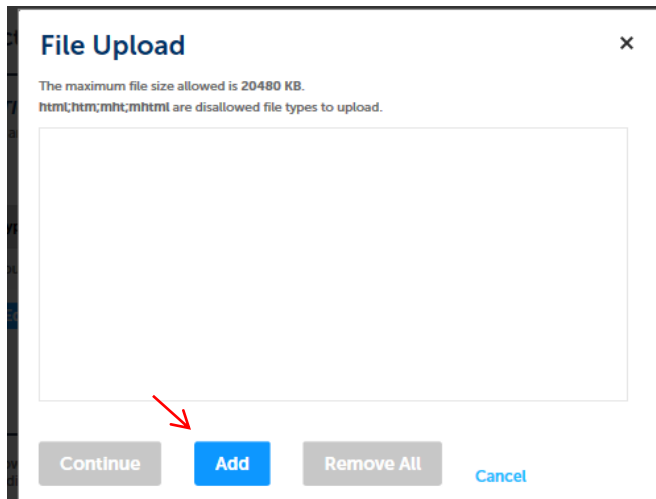 File Upload
×
The maximum file size allowed is 20480 KB.
html;htm;mht;mhtml are disallowed file types to upload.
Continue Add Remove All Cancel